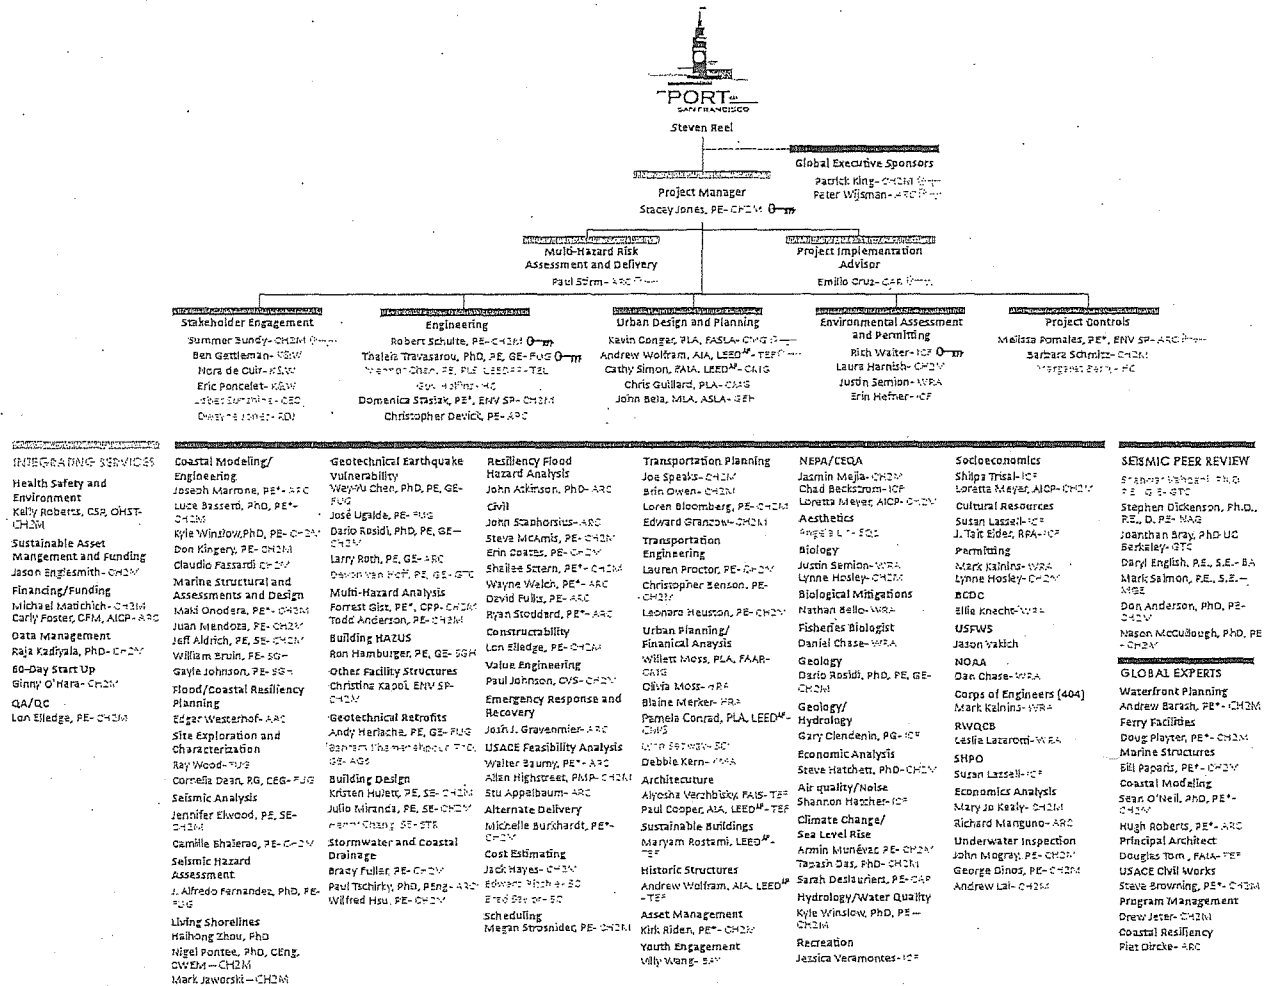 PORT
SAN FRANCISCO
Steven Reel
Global Executive Sponsors
Patrick King- CH2M
Peter Wijsman- ARC
Project Manager
Stacey Jones, PE- CH2M
Multi-Hazard Risk
Assessment and Delivery
Paul Stirm- ARC
Project Implementation
Advisor
Emilio Cruz- CAP
Stakeholder Engagement
Summer Bundy- CH2M
Ben Gettleman- K&W
Nora de Cuir- K&W
Eric Poncelet- K&W
Dwayne Jones- RDJ
Engineering
Robert Schulte, PE- CH2M
Thaleia Travasarou, PhD, PE, GE- FUG
Domenica Stasiak, PE*, ENV SP- CH2M
Christopher Devick, PE- ARC
Urban Design and Planning
Kevin Conger, PLA, FASLA- CMG
Andrew Wolfram, AIA, LEED AP- TEF
Cathy Simon, FAIA, LEED AP- CMG
Chris Guillard, PLA- CMG
John Bela, MLA, ASLA- GEH
Environmental Assessment
and Permitting
Rich Walter- ICF
Laura Harnish- CH2M
Justin Semion- WRA
Erin Hefner- ICF
Project Controls
Melissa Pomales, PE*, ENV SP- ARC
Barbara Schmitz- CH2M
INTEGRATING SERVICES
Health Safety and
Environment
Kelly Roberts, CSP, OHST-
CH2M
Sustainable Asset
Mangement and Funding
Jason Englesmith- CH2M
Financing/Funding
Michael Matichich- CH2M
Carly Foster, CFM, AICP- ARC
Data Management
Raja Kadiyala, PhD- CH2M
60-Day Start Up
Ginny O'Hara- CH2M
QA/QC
Lon Elledge, PE- CH2M
Coastal Modeling/
Engineering
Joseph Marrone, PE*- ARC
Luca Basseti, PhD, PE*-
CH2M
Kyle Winslow, PhD, PE- CH2M
Don Kingery, PE- CH2M
Claudio Fassardi CH2M
Marine Structural and
Assessments and Design
Maki Onodera, PE*- CH2M
Juan Mendoza, PE- CH2M
Jeff Aldrich, PE, SE- CH2M
William Bruin, PE- SGH
Gayle Johnson, PE- SGH
Flood/Coastal Resiliency
Planning
Edgar Westerhof- ARC
Site Exploration and
Characterization
Ray Wood- FUG
Cornelia Dean, RG, CEG- FUG
Seismic Analysis
Jennifer Elwood, PE, SE-
CH2M
Camille Bhalerao, PE- CH2M
Seismic Hazard
Assessment
J. Alfredo Fernandez, PhD, PE-
FUG
Living Shorelines
Haihong Zhou, PhD
Nigel Pontee, PhD, CEng,
CWEM – CH2M
Mark Jaworski – CH2M
Geotechnical Earthquake
Vulnerability
Wey-Yu Chen, PhD, PE, GE-
FUG
José Ugalde, PE- FUG
Dario Rosidi, PhD, PE, GE–
CH2M
Larry Roth, PE, GE- ARC
Multi-Hazard Analysis
Forrest Gist, PE*, CPP- CH2M
Todd Anderson, PE- CH2M
Building HAZUS
Ron Hamburger, PE, GE- SGH
Other Facility Structures
Christina Kapoi, ENV SP-
CH2M
Geotechnical Retrofits
Andy Herlache, PE, GE- FUG
GE- AGS
Building Design
Kristen Hulett, PE, SE- CH2M
Julio Miranda, PE, SE- CH2M
Stormwater and Coastal
Drainage
Brady Fuller, PE- CH2M
Paul Tschirky, PhD, PEng- ARC
Wilfred Hsu, PE- CH2M
Resiliency Flood
Hazard Analysis
John Atkinson, PhD- ARC
Civil
John Staphorsius- ARC
Steve McAmis, PE- CH2M
Erin Coates, PE- CH2M
Wayne Welch, PE*- ARC
David Fulks, PE- ARC
Ryan Stoddard, PE*- ARC
Constructability
Lon Elledge, PE- CH2M
Value Engineering
Paul Johnson, CVS- CH2M
Emergency Response and
Recovery
Josh J. Gravenmier- ARC
USACE Feasibility Analysis
Walter Baumy, PE*- ARC
Allan Highstreet, PMP- CH2M
Stu Appelbaum- ARC
Alternate Delivery
Michelle Burkhardt, PE*-
CH2M
Cost Estimating
Jack Hayes- CH2M
Scheduling
Megan Strosnider, PE- CH2M
Transportation Planning
Joe Speaks- CH2M
Brin Owen- CH2M
Loren Bloomberg, PE- CH2M
Edward Granzow- CH2M
Transportation
Engineering
Lauren Proctor, PE- CH2M
Christopher Benson, PE-
CH2M
Leonard Heuston, PE- CH2M
Urban Planning/
Finanical Anaysis
Willett Moss, PLA, FAAR-
CMG
Olivia Moss- HRA
Blaine Merker- HRA
Pamela Conrad, PLA, LEED AP-
CMG
Debbie Kern- KMA
Architecuture
Alyosha Verzhbisky, FAIS- TEF
Paul Cooper, AIA, LEED AP- TEF
Sustainable Buildings
Maryam Rostami, LEED AP-
TEF
Historic Structures
Andrew Wolfram, AIA, LEED AP
- TEF
Asset Management
Kirk Riden, PE*- CH2M
Youth Engagement
Villy Wang- BAY
NEPA/CEQA
Jasmin Mejia- CH2M
Chad Beckstrom- ICF
Loretta Meyer, AICP- CH2M
Aesthetics
Biology
Justin Semion- WRA
Lynne Hosley- CH2M
Biological Mitigations
Nathan Bello- WRA
Fisheries Biologist
Daniel Chase- WRA
Geology
Dario Rosidi, PhD, PE, GE-
CH2M
Geology/
Hydrology
Gary Clendenin, PG- ICF
Economic Analysis
Steve Hatchett, PhD- CH2M
Air quality/Noise
Shannon Hatcher- ICF
Climate Change/
Sea Level Rise
Armin Munévar, PE- CH2M
Tapash Das, PhD- CH2M
Sarah Deslauriers, PE- CAP
Hydrology/Water Quality
Kyle Winslow, PhD, PE –
CH2M
Recreation
Jessica Veramontes- ICF
Socioeconomics
Shilpa Trisal- ICF
Loretta Meyer, AICP- CH2M
Cultural Resources
Susan Lassell- ICF
J. Tait Elder, RPA- ICF
Permitting
Mark Kalnins- WRA
Lynne Hosley- CH2M
BCDC
Ellie Knecht- WRA
USFWS
Jason Yakich
NOAA
Dan Chase- WRA
Corps of Engineers (404)
Mark Kalnins- WRA
RWQCB
Leslie Lazarotti- WRA
SHPO
Susan Lassell- ICF
Economics Analysis
Mary Jo Kealy- CH2M
Richard Manguno- ARC
Underwater Inspection
John Mogray, PE- CH2M
George Dinos, PE- CH2M
Andrew Lai- CH2M
SEISMIC PEER REVIEW
Stephen Dickenson, Ph.D.,
P.E., D. PE- NAG
Joanthan Bray, PhD UC
Berkeley- GTC
Daryl English, P.E., S.E.- BA
Mark Salmon, P.E., S.E.–
MGE
Don Anderson, PhD, PE-
CH2M
Nason McCullough, PhD, PE
- CH2M
GLOBAL EXPERTS
Waterfront Planning
Andrew Barash, PE*- CH2M
Ferry Facilities
Doug Playter, PE*- CH2M
Marine Structures
Bill Paparis, PE*- CH2M
Coastal Modeling
Sean O'Neil, PhD, PE*-
CH2M
Hugh Roberts, PE*- ARC
Principal Architect
Douglas Tom, FAIA- TEF
USACE Civil Works
Steve Browning, PE*- CH2M
Program Management
Drew Jeter- CH2M
Coastal Resiliency
Piet Dircke- ARC